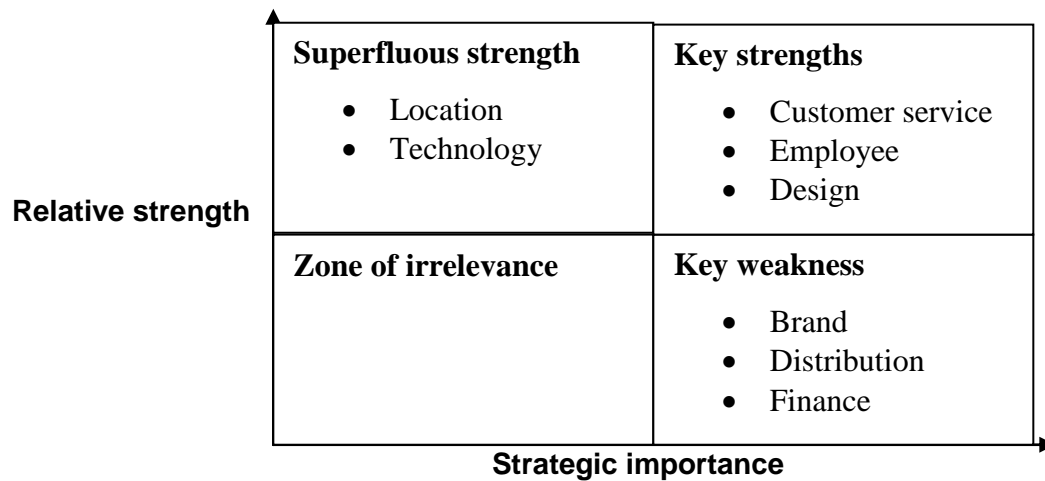 Superfluous strength
• Location
• Technology
Key strengths
• Customer service
• Employee
• Design
Relative strength
Zone of irrelevance
Key weakness
• Brand
• Distribution
• Finance
Strategic importance